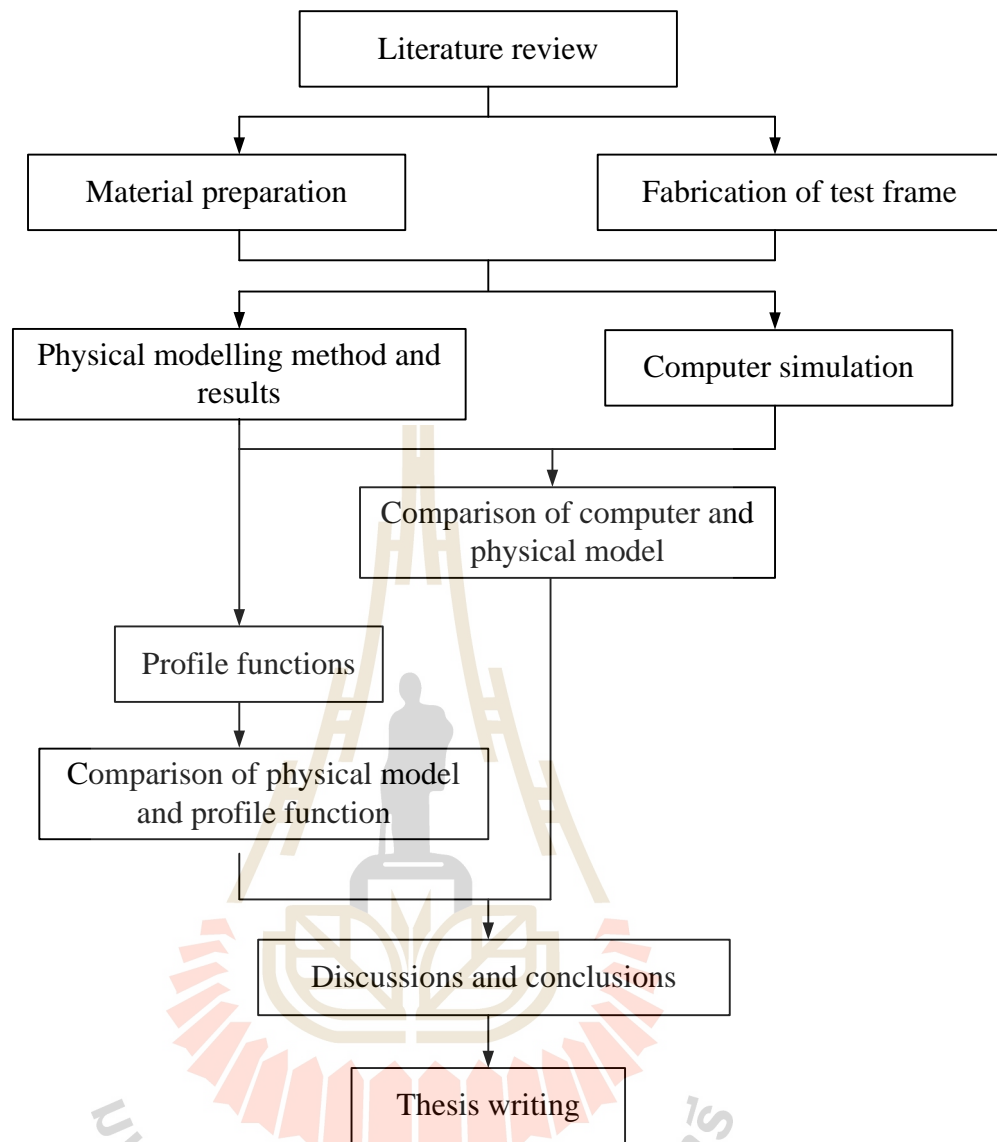 Literature review
Material preparation
Fabrication of test frame
Physical modelling method and
results
Computer simulation
Comparison of computer and
physical model
Profile functions
Comparison of physical model
and profile function
Discussions and conclusions
Thesis writing